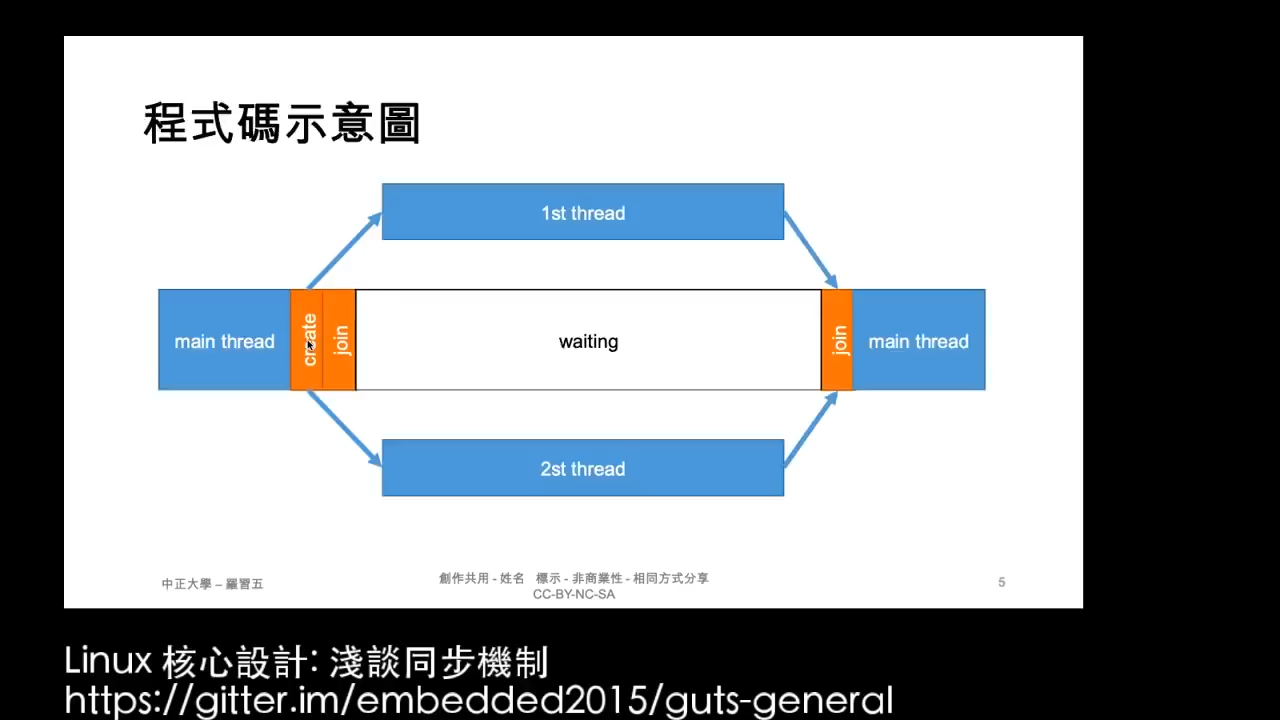 程式碼示意圖
1st thread
main thread
create
join
waiting
join
main thread
2st thread
中正大學 – 羅習五
創作共用 - 姓名 標示 - 非商業性 - 相同方式分享
CC-BY-NC-SA
5
Linux 核心設計: 淺談同步機制
https://gitter.im/embedded2015/guts-general